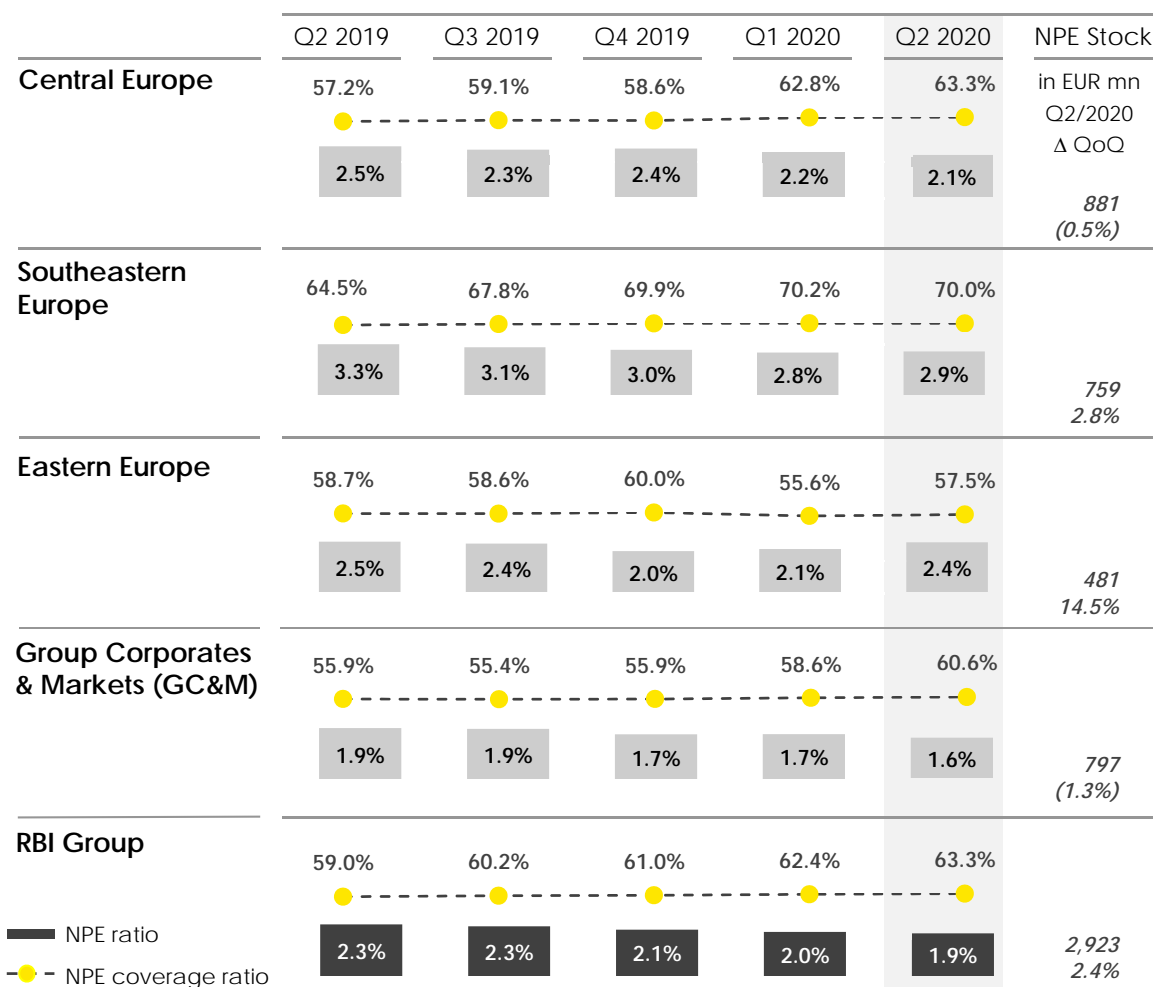 Q2 2019 Q3 2019 Q4 2019 Q1 2020 Q2 2020 NPE Stock
Central Europe
57.2% 59.1% 58.6% 62.8% 63.3%
in EUR mn
Q2/2020
Δ QoQ
2.5% 2.3% 2.4% 2.2% 2.1%
881
(0.5%)
Southeastern
Europe
64.5% 67.8% 69.9% 70.2% 70.0%
3.3% 3.1% 3.0% 2.8% 2.9%
759
2.8%
Eastern Europe
58.7% 58.6% 60.0% 55.6% 57.5%
2.5% 2.4% 2.0% 2.1% 2.4%
481
14.5%
Group Corporates
& Markets (GC&M)
55.9% 55.4% 55.9% 58.6% 60.6%
1.9% 1.9% 1.7% 1.7% 1.6%
797
(1.3%)
RBI Group
59.0% 60.2% 61.0% 62.4% 63.3%
2.3% 2.3% 2.1% 2.0% 1.9%
2,923
2.4%
NPE ratio
NPE coverage ratio